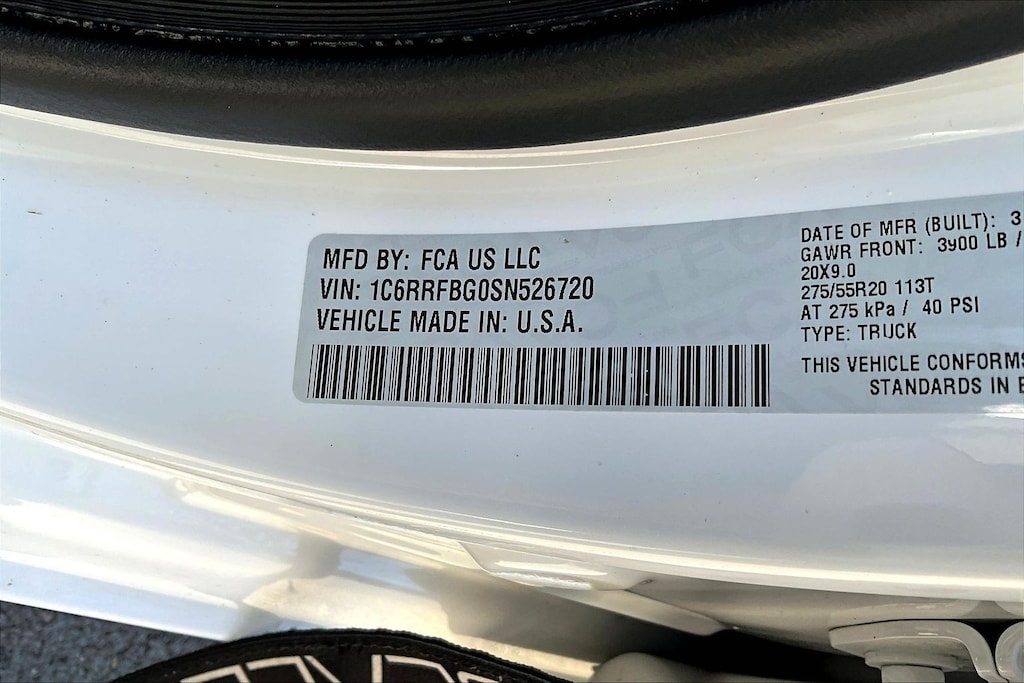 MFD BY: FCA US LLC
VIN: 1C6RRFBG0SN526720
VEHICLE MADE IN: U.S.A.
DATE OF MFR (BUILT): 3
GAWR FRONT: 3900 LB /
20X9.0
275/55R20 113T
AT 275 kPa / 40 PSI
TYPE: TRUCK
THIS VEHICLE CONFORMS
STANDARDS IN